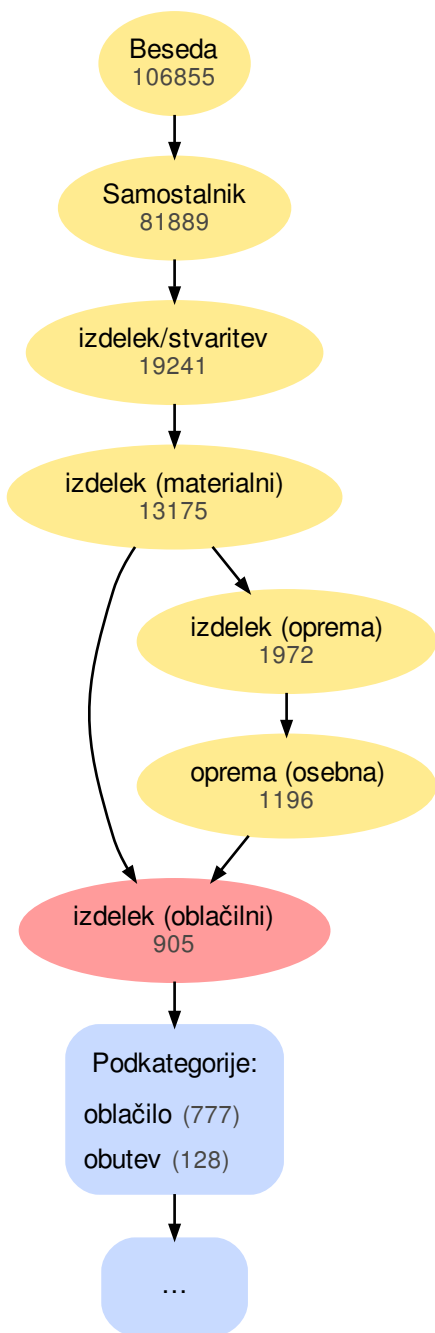 Beseda
106855
Samostalnik
81889
izdelek/stvaritev
19241
izdelek (materialni)
13175
izdelek (oprema)
1972
oprema (osebna)
1196
izdelek (oblačilni)
905
Podkategorije:
oblačilo (777)
obutev (128)
...